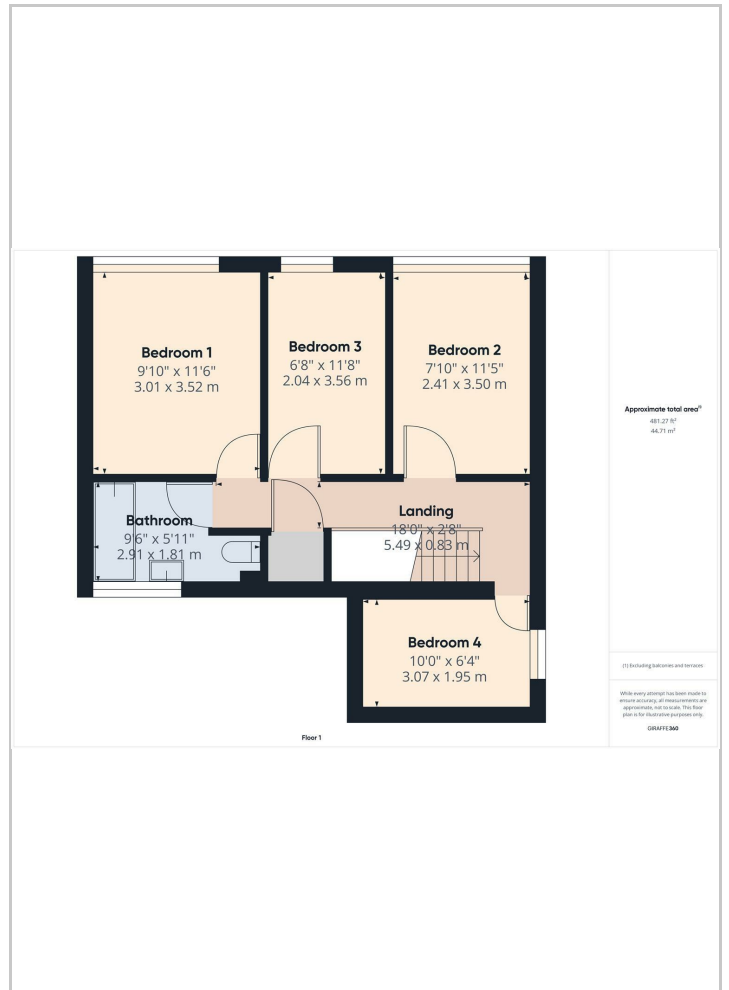 Bedroom 1
9'10" x 11'6"
3.01 x 3.52 m
Bedroom 3
6'8" x 11'8"
2.04 x 3.56 m
Bedroom 2
7'10" x 11'5"
2.41 x 3.50 m
Bathroom
9'6" x 5'11"
2.91 x 1.81 m
Landing
18'0" x 2'8"
5.49 x 0.83 m
Bedroom 4
10'0" x 6'4"
3.07 x 1.95 m
Floor 1
Approximate total area⁽¹⁾
481.27 ft²
44.71 m²
(1) Excluding balconies and terraces
While every attempt has been made to
ensure accuracy, all measurements are
approximate, not to scale. This floor
plan is for illustrative purposes only.
GIRAFFE360